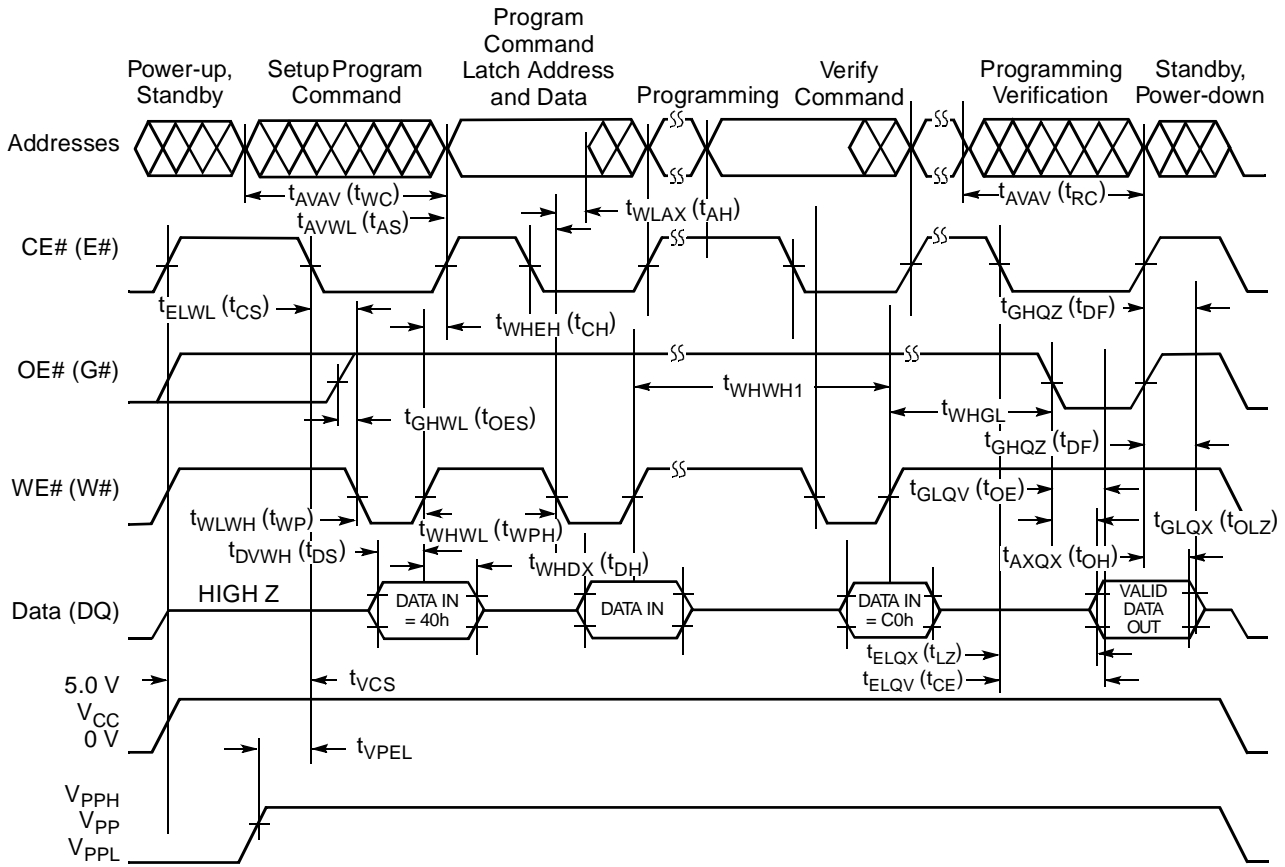 Power-up,
Standby
Setup Program
Command
Program
Command
Latch Address
and Data
Programming
Verify
Command
Programming
Verification
Standby,
Power-down
Addresses
tAVAV (tWC)
tAVWL (tAS)
tWLAX (tAH)
tAVAV (tRC)
CE# (E#)
tELWL (tCS)
tWHEH (tCH)
tGHQZ (tDF)
OE# (G#)
tWHWH1
tGHWL (tOES)
tWHGL
tGHQZ (tDF)
WE# (W#)
tGLQV (tOE)
tWLWH (tWP)
tWHWL (tWPH)
tGLQX (tOLZ)
tDVWH (tDS)
tWHDX (tDH)
tAXQX (tOH)
Data (DQ)
HIGH Z
DATA IN
= 40h
DATA IN
DATA IN
= C0h
VALID
DATA
OUT
tELQX (tLZ)
tELQV (tCE)
5.0 V
VCC
0 V
tVCS
tVPEL
VPPH
VPP
VPPL